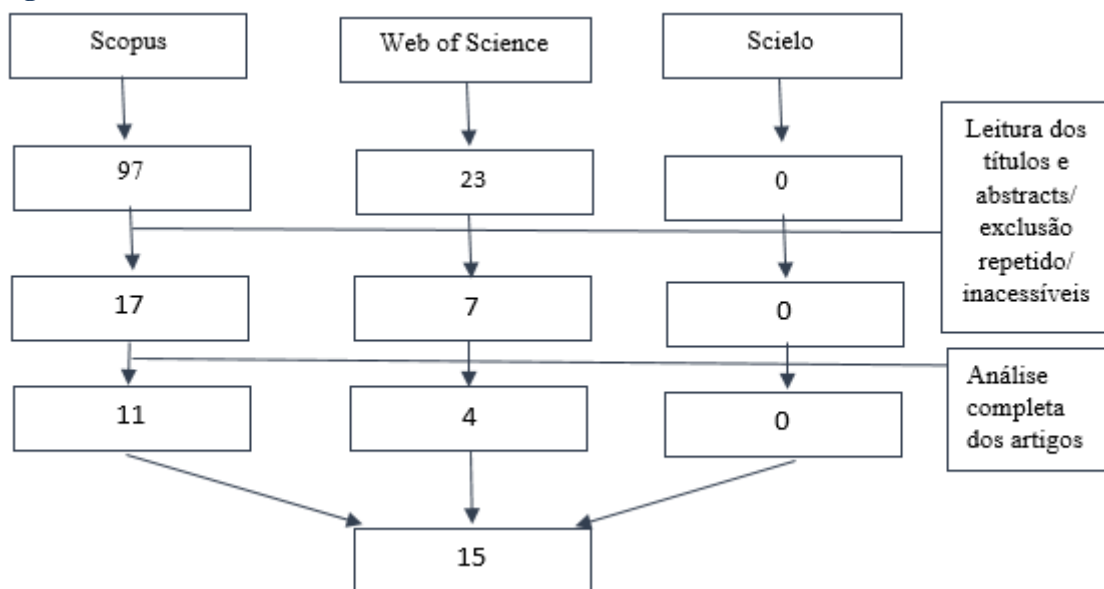 Scopus
Web of Science
Scielo
97
23
0
Leitura dos
títulos e
abstracts/
exclusão
repetido/
inacessíveis
17
7
0
Análise
completa
dos artigos
11
4
0
15